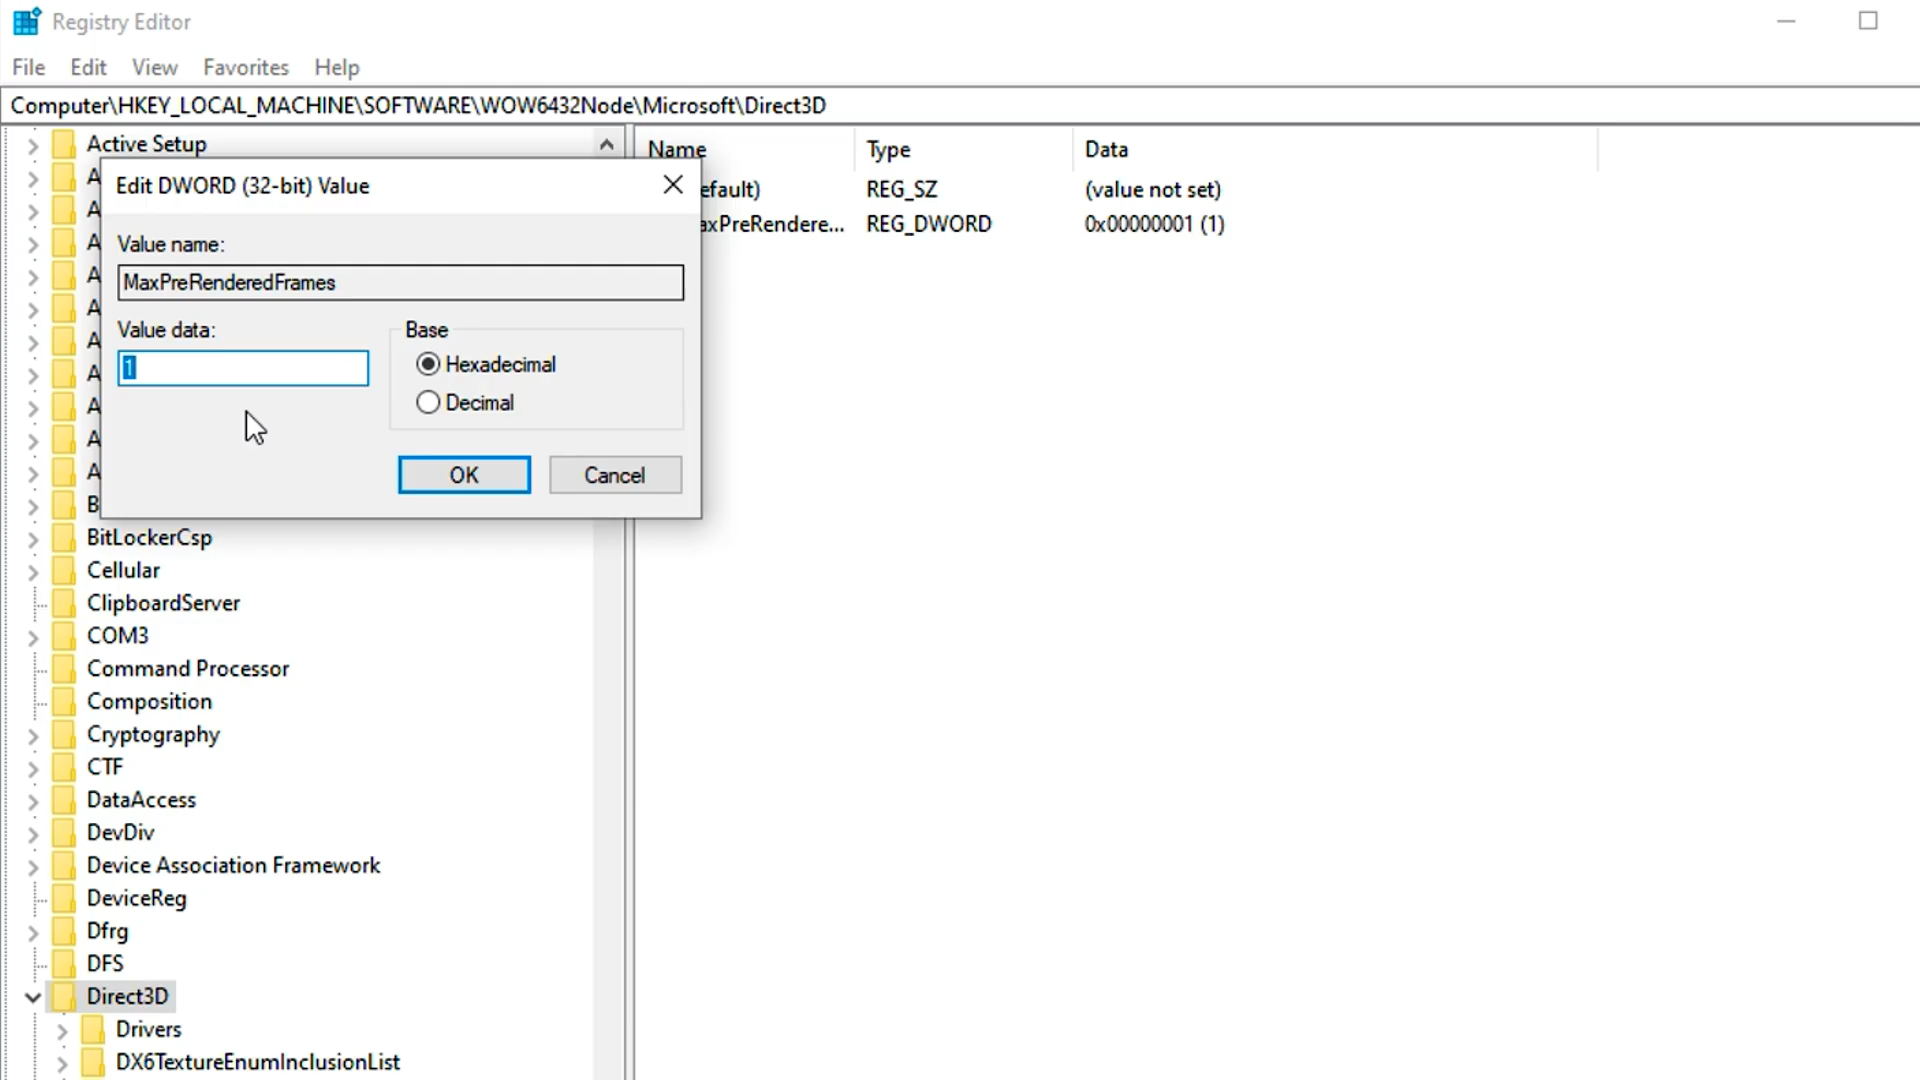 Registry Editor
File Edit View Favorites Help
Computer\HKEY_LOCAL_MACHINE\SOFTWARE\WOW6432Node\Microsoft\Direct3D
Active Setup
A
A
A
A
A
A
A
A
A
A
B
BitLockerCsp
Cellular
ClipboardServer
COM3
Command Processor
Composition
Cryptography
CTF
DataAccess
DevDiv
Device Association Framework
DeviceReg
Dfrg
DFS
Direct3D
Drivers
DX6TextureEnumInclusionList
Edit DWORD (32-bit) Value
Value name:
MaxPreRenderedFrames
Value data:
1
Base
Hexadecimal
Decimal
OK Cancel
Name Type Data
efault) REG_SZ (value not set)
axPreRendere... REG_DWORD 0x00000001 (1)